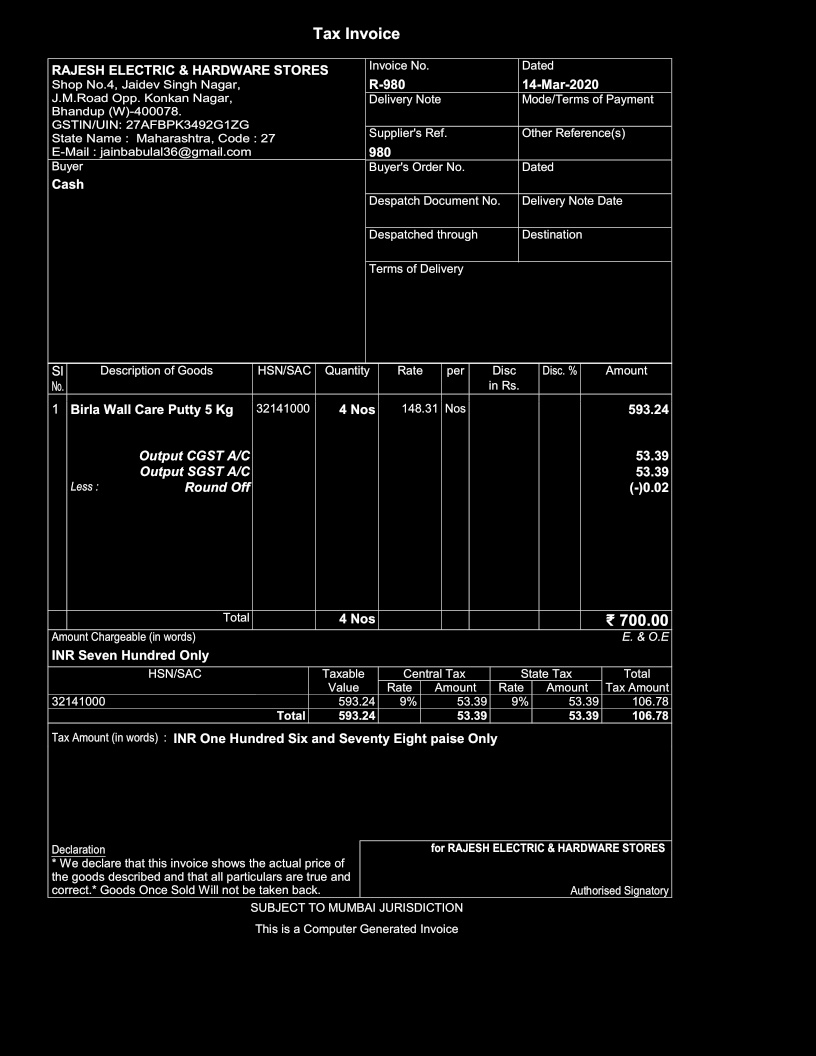 Tax Invoice
RAJESH ELECTRIC & HARDWARE STORES
Shop No.4, Jaidev Singh Nagar,
J.M.Road Opp. Konkan Nagar,
Bhandup (W)-400078.
GSTIN/UIN: 27AFBPK3492G1ZG
State Name : Maharashtra, Code : 27
E-Mail : jainbabulal36@gmail.com
Buyer
Cash
Invoice No. Dated
R-980 14-Mar-2020
Delivery Note Mode/Terms of Payment
Supplier's Ref. Other Reference(s)
980
Buyer's Order No. Dated
Despatch Document No. Delivery Note Date
Despatched through Destination
Terms of Delivery
Sl Description of Goods HSN/SAC Quantity Rate per Disc Disc. % Amount
No. in Rs.
1 Birla Wall Care Putty 5 Kg 32141000 4 Nos 148.31 Nos 593.24
Output CGST A/C 53.39
Output SGST A/C 53.39
Less : Round Off (-)0.02
Total 4 Nos ₹ 700.00
Amount Chargeable (in words) E. & O.E
INR Seven Hundred Only
HSN/SAC Taxable Central Tax State Tax Total
Value Rate Amount Rate Amount Tax Amount
32141000 593.24 9% 53.39 9% 53.39 106.78
Total 593.24 53.39 53.39 106.78
Tax Amount (in words) : INR One Hundred Six and Seventy Eight paise Only
Declaration
* We declare that this invoice shows the actual price of
the goods described and that all particulars are true and
correct.* Goods Once Sold Will not be taken back.
for RAJESH ELECTRIC & HARDWARE STORES
Authorised Signatory
SUBJECT TO MUMBAI JURISDICTION
This is a Computer Generated Invoice